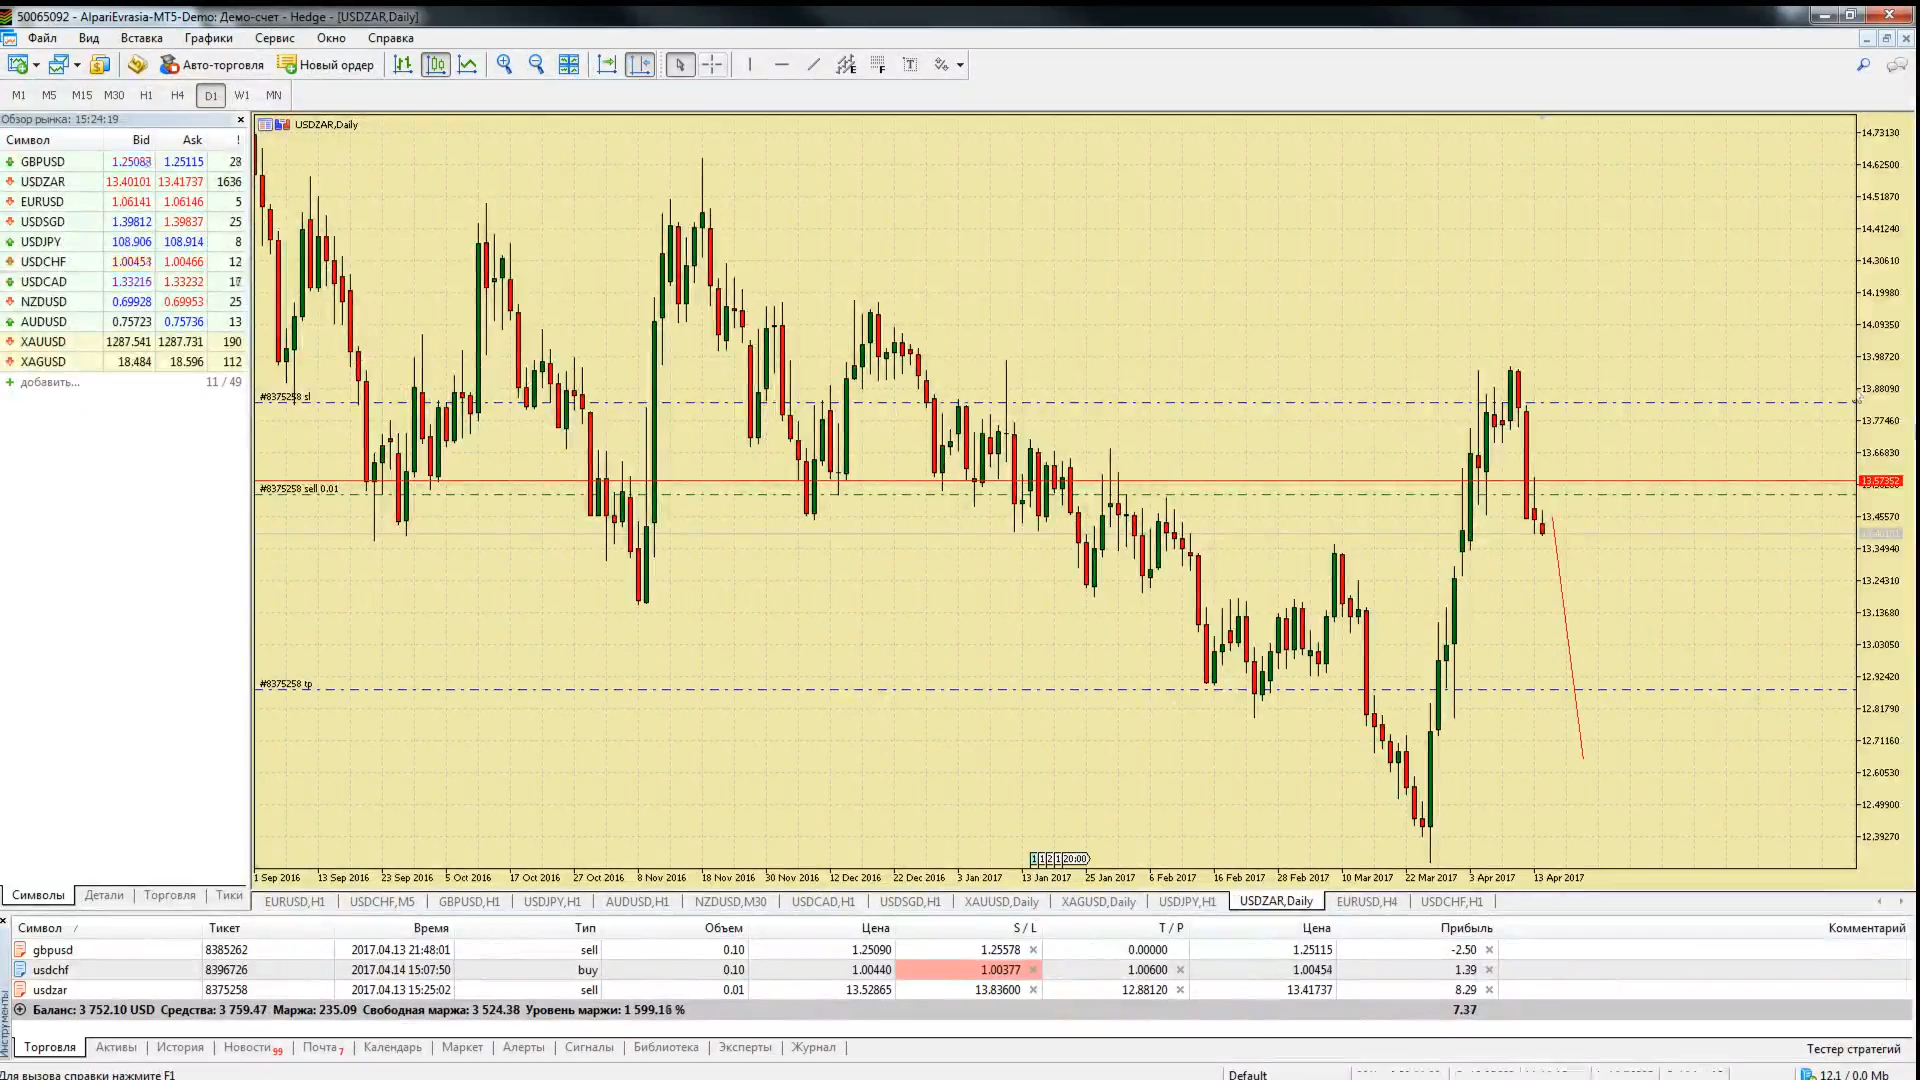 50065092 - AlpariEvrasia-MT5-Demo: Демо-счет - Hedge - [USDZAR,Daily]
Файл Вид Вставка Графики Сервис Окно Справка
Авто-торговля Новый ордер
M1 M5 M15 M30 H1 H4 D1 W1 MN
Обзор рынка: 15:24:19
Символ Bid Ask !
GBPUSD 1.25115
USDZAR 13.40101 13.41737 1636
EURUSD 1.06141 1.06146 5
USDSGD 1.39812 1.39837 25
USDJPY 108.906 108.914 8
USDCHF 1.00466 12
USDCAD 1.33216 1.33232
NZDUSD 0.69928 0.69953 25
AUDUSD 0.75723 0.75736 13
XAUUSD 1287.541 1287.731 190
XAGUSD 18.484 18.596 112
добавить... 11 / 49
Символы Детали Торговля Тики
USDZAR,Daily
14.73130
14.62500
14.51870
14.41240
14.30610
14.19980
14.09350
13.98720
13.88090
13.77460
13.66830
13.57352
13.45570
13.34940
13.24310
13.13680
13.03050
12.92420
12.81790
12.71160
12.60530
12.49900
12.39270
#8375258 sl
#8375258 sell 0.01
#8375258 tp
1 1 2 1 20:00
1 Sep 2016 13 Sep 2016 23 Sep 2016 5 Oct 2016 17 Oct 2016 27 Oct 2016 8 Nov 2016 18 Nov 2016 30 Nov 2016 12 Dec 2016 22 Dec 2016 3 Jan 2017 13 Jan 2017 25 Jan 2017 6 Feb 2017 16 Feb 2017 28 Feb 2017 10 Mar 2017 22 Mar 2017 3 Apr 2017 13 Apr 2017
EURUSD,H1 USDCHF,M5 GBPUSD,H1 USDJPY,H1 AUDUSD,H1 NZDUSD,M30 USDCAD,H1 USDSGD,H1 XAUUSD,Daily XAGUSD,Daily USDJPY,H1 USDZAR,Daily EURUSD,H4 USDCHF,H1
Символ / Тикет Время Тип Объем Цена S / L T / P Цена Прибыль Комментарий
gbpusd 8385262 2017.04.13 21:48:01 sell 0.10 1.25090 1.25578 0.00000 1.25115 -2.50
usdchf 8396726 2017.04.14 15:07:50 buy 0.10 1.00440 1.00377 1.00600 1.00454 1.39
usdzar 8375258 2017.04.13 15:25:02 sell 0.01 13.52865 13.83600 12.88120 13.41737 8.29
Баланс: 3 752.10 USD Средства: 3 759.47 Маржа: 235.09 Свободная маржа: 3 524.38 Уровень маржи: 1 599.16 % 7.37
Инструменты
Торговля Активы История Новости 99 Почта 7 Календарь Маркет Алерты Сигналы Библиотека Эксперты Журнал Тестер стратегий
Для вызова справки нажмите F1 Default 12.1 / 0.0 Mb